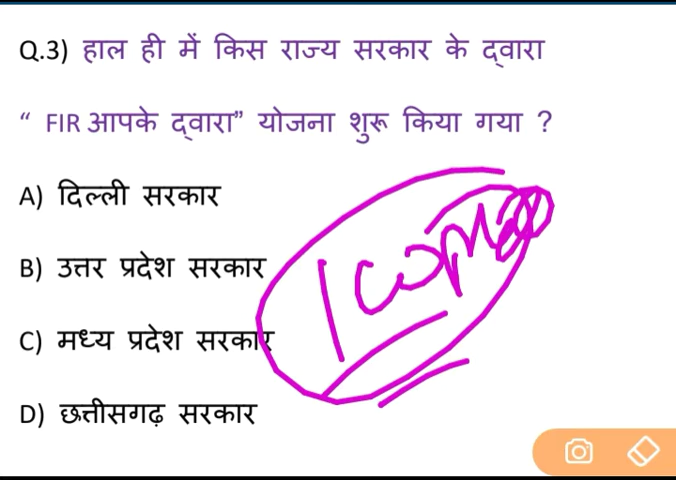 Q.3) हाल ही में किस राज्य सरकार के द्वारा
“ FIR आपके द्वारा” योजना शुरू किया गया ?
A) दिल्ली सरकार
B) उत्तर प्रदेश सरकार
C) मध्य प्रदेश सरकार
D) छत्तीसगढ़ सरकार